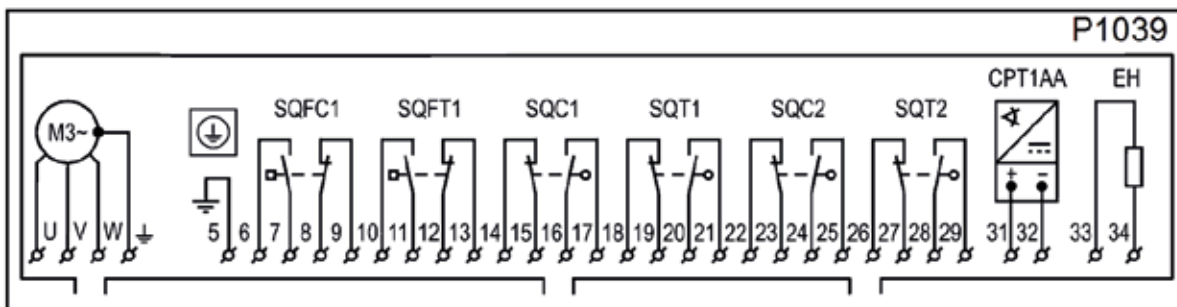 P1039
CPT1AA EH
SQFC1 SQFT1 SQC1 SQT1 SQC2 SQT2
M3~
+ −
U V W 5 6 7 8 9 10 11 12 13 14 15 16 17 18 19 20 21 22 23 24 25 26 27 28 29 31 32 33 34